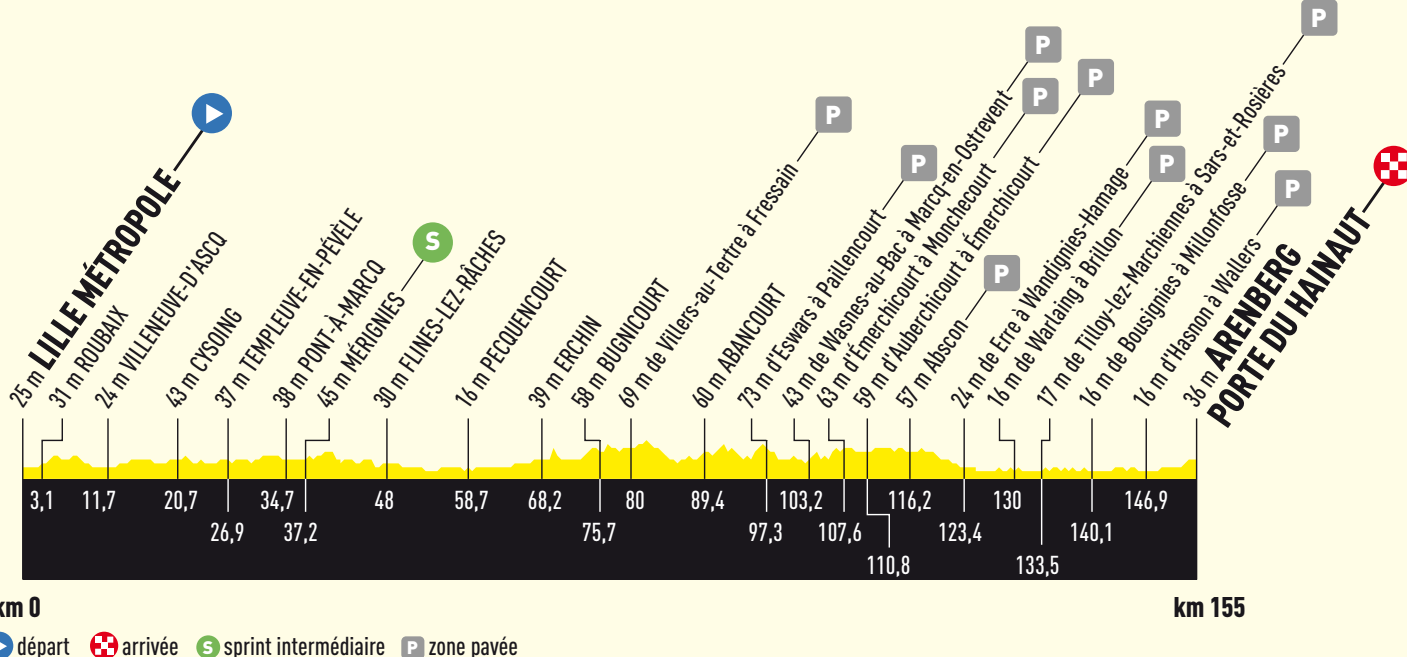 25 m LILLE MÉTROPOLE
31 m ROUBAIX
24 m VILLENEUVE-D'ASCQ
43 m CYSOING
37 m TEMPLEUVE-EN-PÉVÈLE
38 m PONT-À-MARCQ
45 m MÉRIGNIES
S
30 m FLINES-LEZ-RÂCHES
16 m PECQUENCOURT
39 m ERCHIN
58 m BUGNICOURT
69 m de Villers-au-Tertre à Fressain
P
60 m ABANCOURT
73 m d'Eswars à Paillencourt
P
43 m de Wasnes-au-Bac à Marcq-en-Ostrevent
P
63 m d'Émerchicourt à Monchecourt
P
59 m d'Auberchicourt à Émerchicourt
P
57 m Abscon
P
24 m de Erre à Wandignies-Hamage
P
16 m de Warlaing à Brillon
P
17 m de Tilloy-lez-Marchiennes à Sars-et-Rosières
P
16 m de Bousignies à Millonfosse
P
16 m d'Hasnon à Wallers
P
36 m ARENBERG
PORTE DU HAINAUT
3,1 11,7 20,7 34,7 48 58,7 68,2 80 89,4 103,2 116,2 130 146,9
26,9 37,2 75,7 97,3 107,6 123,4 140,1
110,8 133,5
km 0 km 155
départ arrivée S sprint intermédiaire P zone pavée